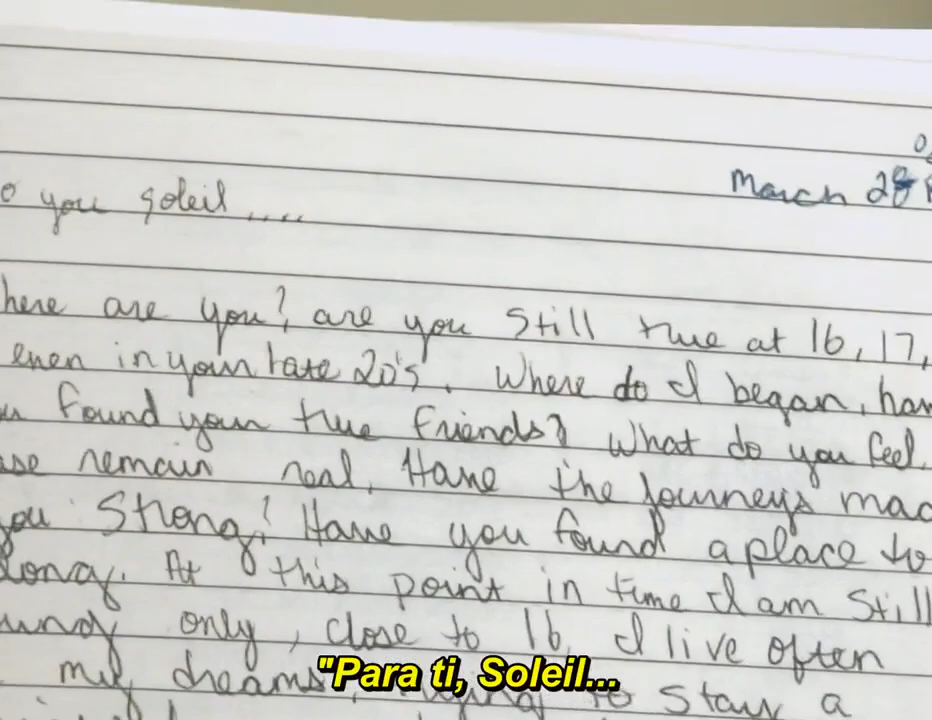 March 28
o you soleil ....
here are you? are you still true at 16, 17,
even in your late 20's. Where do I began, hav
u found your true friends? What do you feel.
ase remain real. Have the journeys mad
you Strong? Have you found a place to
long. At this point in time I am Still
only, close to 16, I live often
my dreams, to stay a
"Para ti, Soleil...